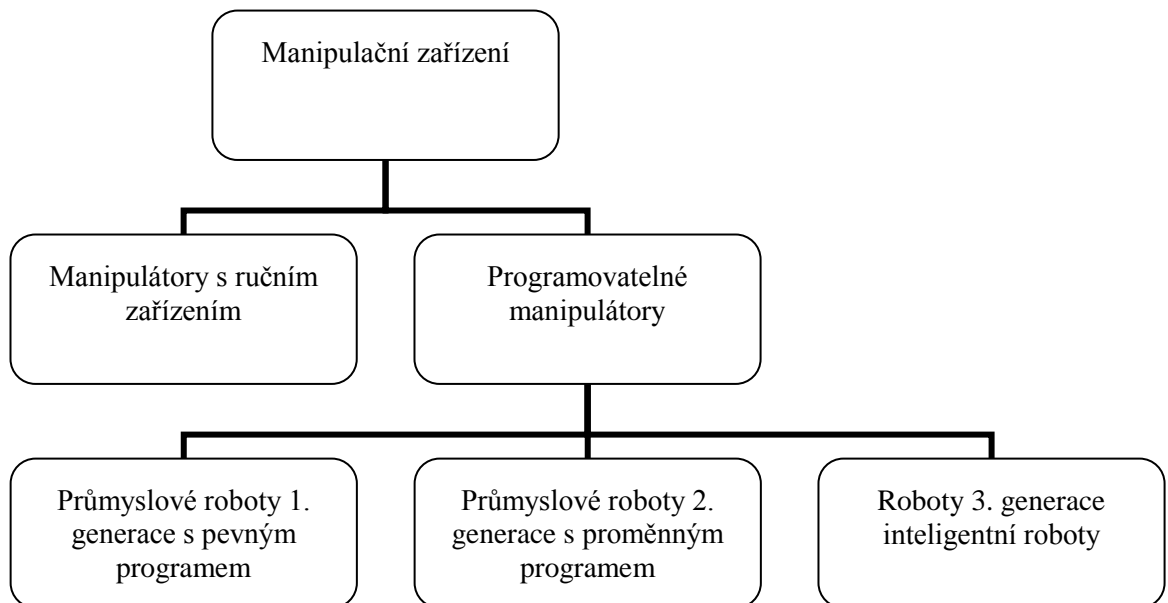 Manipulační zařízení
Manipulátory s ručním
zařízením
Programovatelné
manipulátory
Průmyslové roboty 1.
generace s pevným
programem
Průmyslové roboty 2.
generace s proměnným
programem
Roboty 3. generace
inteligentní roboty